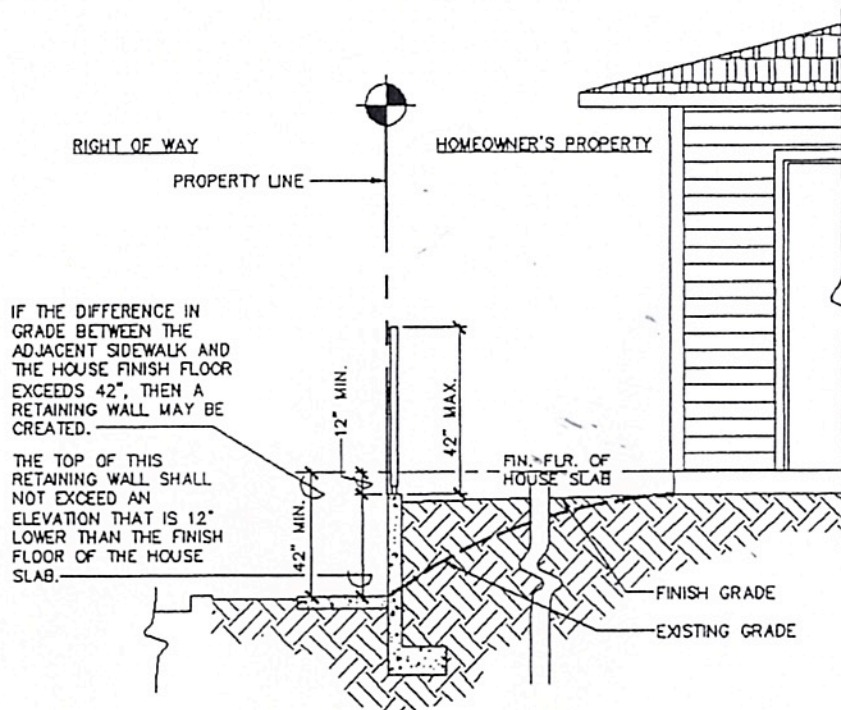 RIGHT OF WAY
HOMEOWNER'S PROPERTY
PROPERTY LINE
IF THE DIFFERENCE IN
GRADE BETWEEN THE
ADJACENT SIDEWALK AND
THE HOUSE FINISH FLOOR
EXCEEDS 42", THEN A
RETAINING WALL MAY BE
CREATED.
THE TOP OF THIS
RETAINING WALL SHALL
NOT EXCEED AN
ELEVATION THAT IS 12"
LOWER THAN THE FINISH
FLOOR OF THE HOUSE
SLAB.
42" MIN.
12" MIN.
42" MAX.
FIN. FLR. OF
HOUSE SLAB
FINISH GRADE
EXISTING GRADE